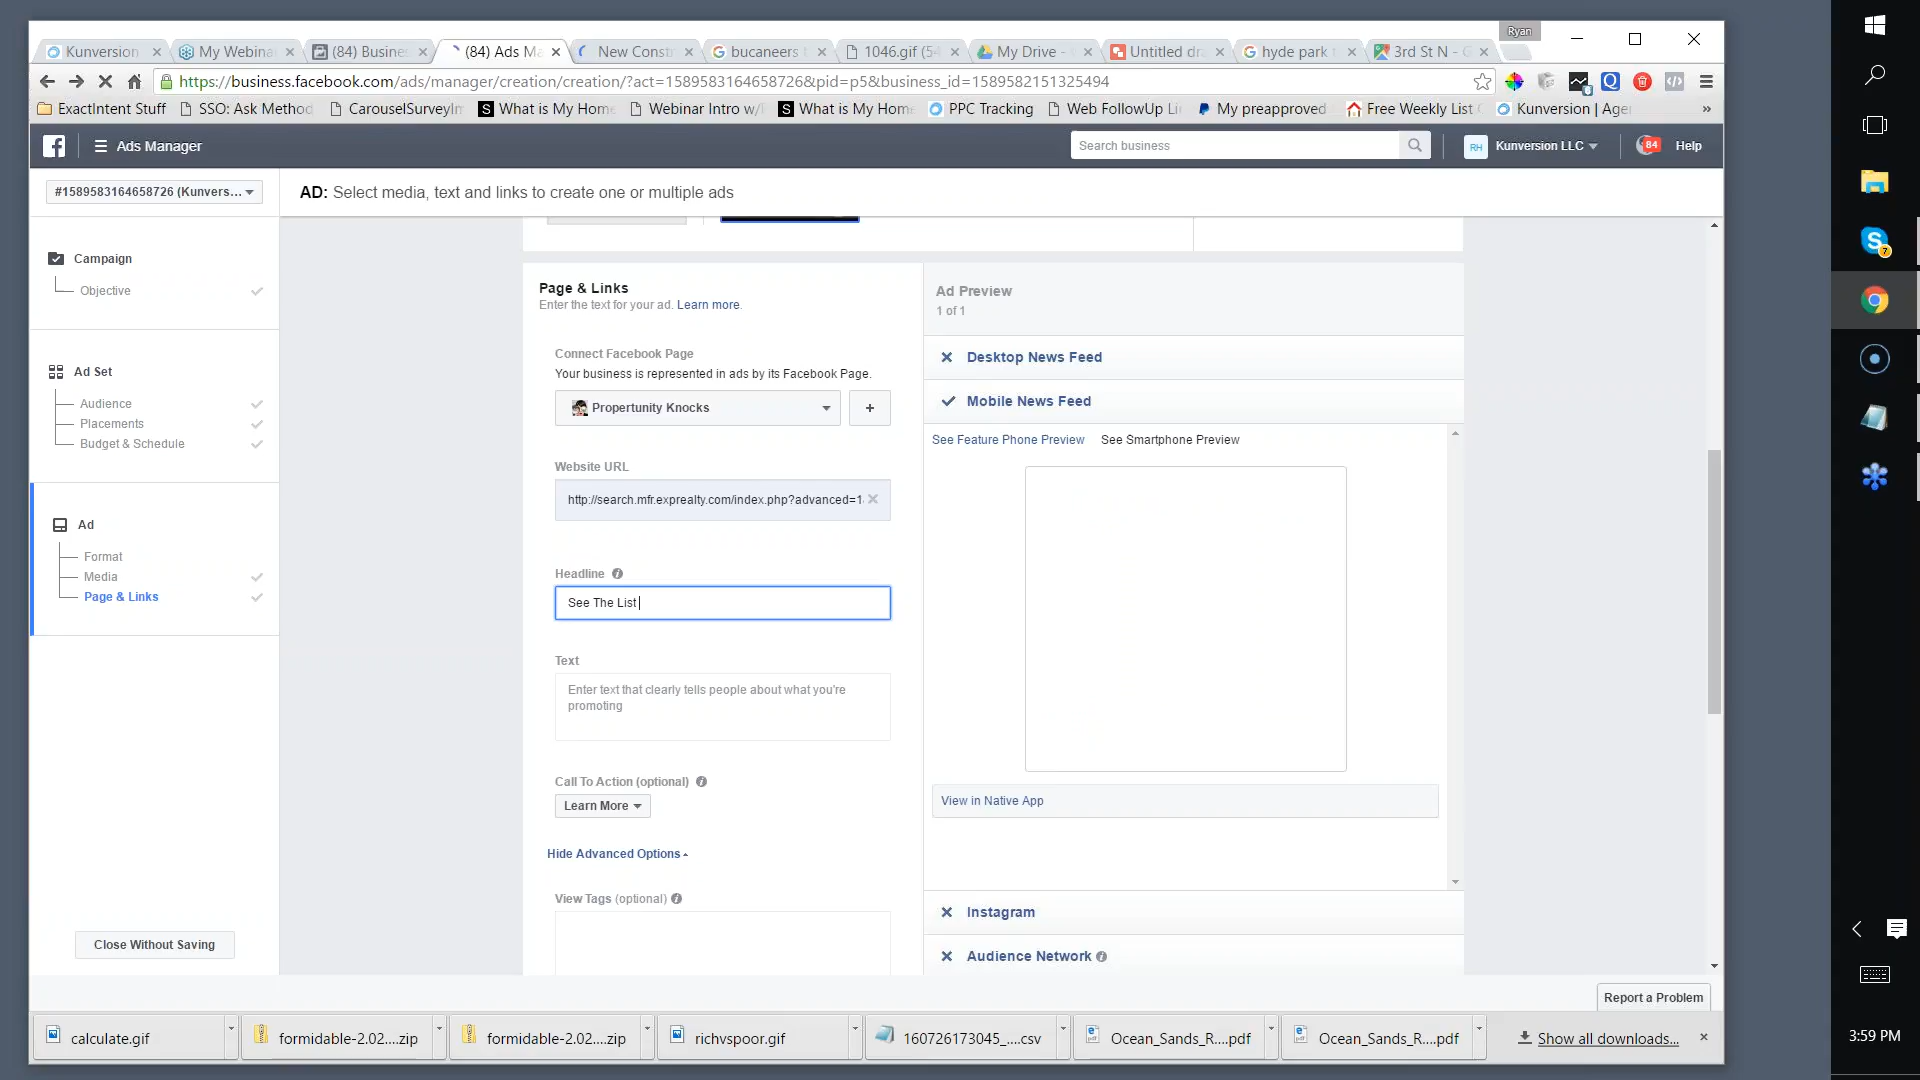 Ryan
Kunversion
My Webina
(84) Busine
(84) Ads Ma
New Const
bucaneers
1046.gif (54
My Drive -
Untitled dra
hyde park
3rd St N - G
https://business.facebook.com/ads/manager/creation/creation/?act=1589583164658726&pid=p5&business_id=1589582151325494
ExactIntent Stuff
SSO: Ask Method
CarouselSurveyIm
What is My Home
Webinar Intro w/
What is My Home
PPC Tracking
Web FollowUp Li
My preapproved
Free Weekly List
Kunversion | Age
»
Ads Manager
Search business
RH
Kunversion LLC
84
Help
#1589583164658726 (Kunvers...
AD: Select media, text and links to create one or multiple ads
Campaign
Objective
Ad Set
Audience
Placements
Budget & Schedule
Ad
Format
Media
Page & Links
Close Without Saving
Page & Links
Enter the text for your ad. Learn more.
Connect Facebook Page
Your business is represented in ads by its Facebook Page.
Propertunity Knocks
+
Website URL
http://search.mfr.exprealty.com/index.php?advanced=1
Headline
See The List
Text
Enter text that clearly tells people about what you're
promoting
Call To Action (optional)
Learn More
Hide Advanced Options
View Tags (optional)
Ad Preview
1 of 1
Desktop News Feed
Mobile News Feed
See Feature Phone Preview
See Smartphone Preview
View in Native App
Instagram
Audience Network
Report a Problem
calculate.gif
formidable-2.02....zip
formidable-2.02....zip
richvspoor.gif
160726173045_....csv
Ocean_Sands_R....pdf
Ocean_Sands_R....pdf
Show all downloads...
7
3:59 PM